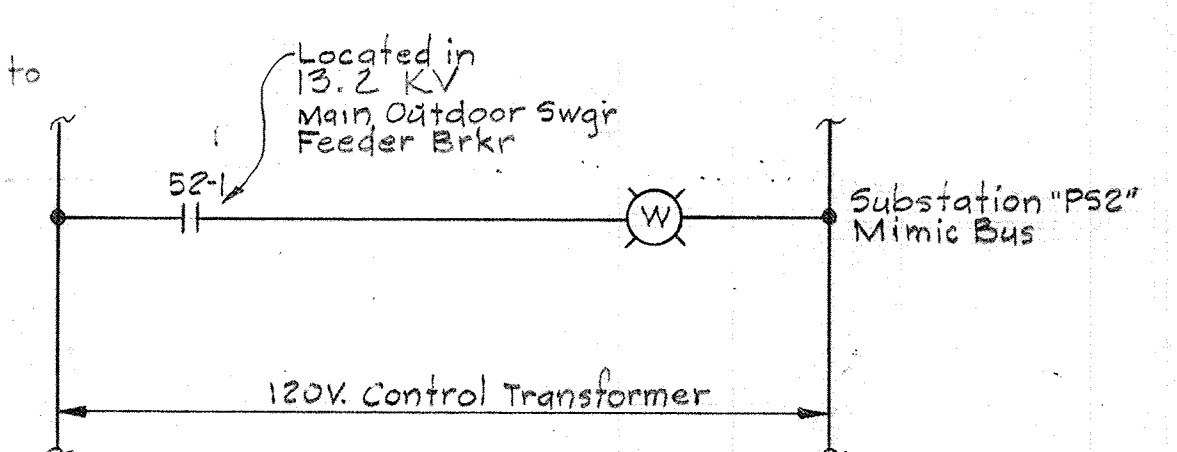 to
Located in
13.2 KV
Main Outdoor Swgr
Feeder Brkr
52-1
W
Substation "PS2"
Mimic Bus
120V. Control Transformer